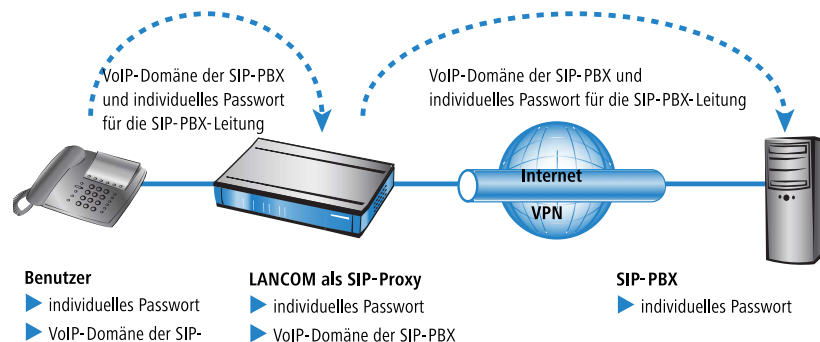 VoIP-Domäne der SIP-PBX
und individuelles Passwort
für die SIP-PBX-Leitung
VoIP-Domäne der SIP-PBX und
individuelles Passwort für die SIP-PBX-Leitung
Internet
VPN
Benutzer
individuelles Passwort
VoIP-Domäne der SIP-
LANCOM als SIP-Proxy
individuelles Passwort
VoIP-Domäne der SIP-PBX
SIP-PBX
individuelles Passwort